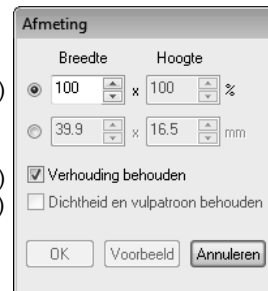 Afmeting
Breedte Hoogte
) 100 x 100 %
39.9 x 16.5 mm
) Verhouding behouden
) Dichtheid en vulpatroon behouden
OK Voorbeeld Annuleren